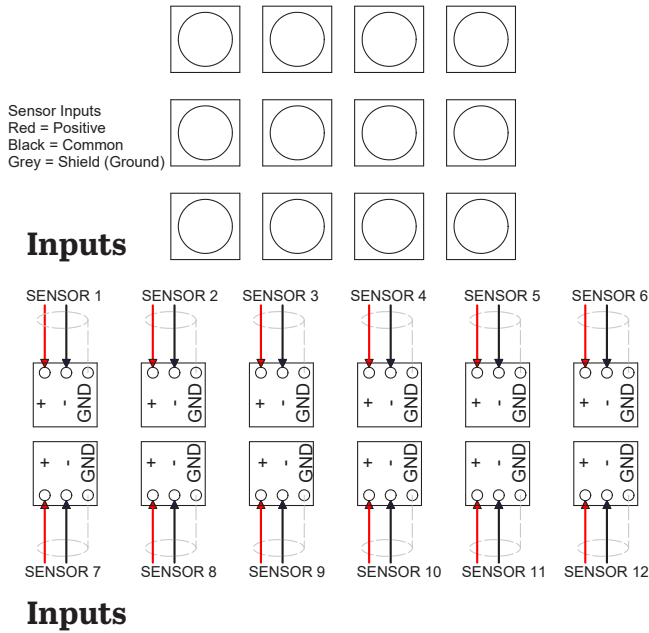 Sensor Inputs
Red = Positive
Black = Common
Grey = Shield (Ground)
Inputs
SENSOR 1 SENSOR 2 SENSOR 3 SENSOR 4 SENSOR 5 SENSOR 6
+ - GND + - GND + - GND + - GND + - GND + - GND
+ - GND + - GND + - GND + - GND + - GND + - GND
SENSOR 7 SENSOR 8 SENSOR 9 SENSOR 10 SENSOR 11 SENSOR 12
Inputs